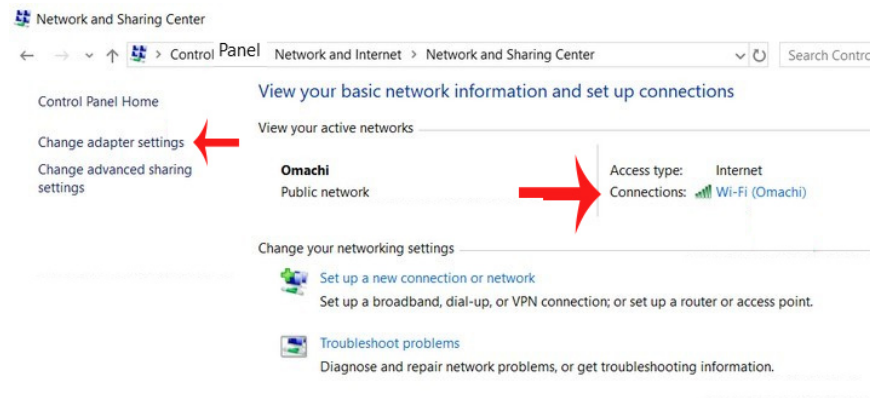 Network and Sharing Center
Control Panel Network and Internet > Network and Sharing Center
Search Contro
Control Panel Home
Change adapter settings
Change advanced sharing
settings
View your basic network information and set up connections
View your active networks
Omachi
Public network
Access type: Internet
Connections: Wi-Fi (Omachi)
Change your networking settings
Set up a new connection or network
Set up a broadband, dial-up, or VPN connection; or set up a router or access point.
Troubleshoot problems
Diagnose and repair network problems, or get troubleshooting information.